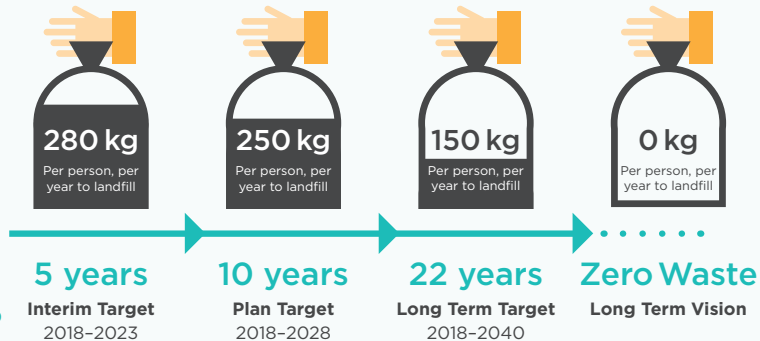 280 kg
Per person, per
year to landfill
250 kg
Per person, per
year to landfill
150 kg
Per person, per
year to landfill
0 kg
Per person, per
year to landfill
5 years
Interim Target
2018–2023
10 years
Plan Target
2018–2028
22 years
Long Term Target
2018–2040
Zero Waste
Long Term Vision